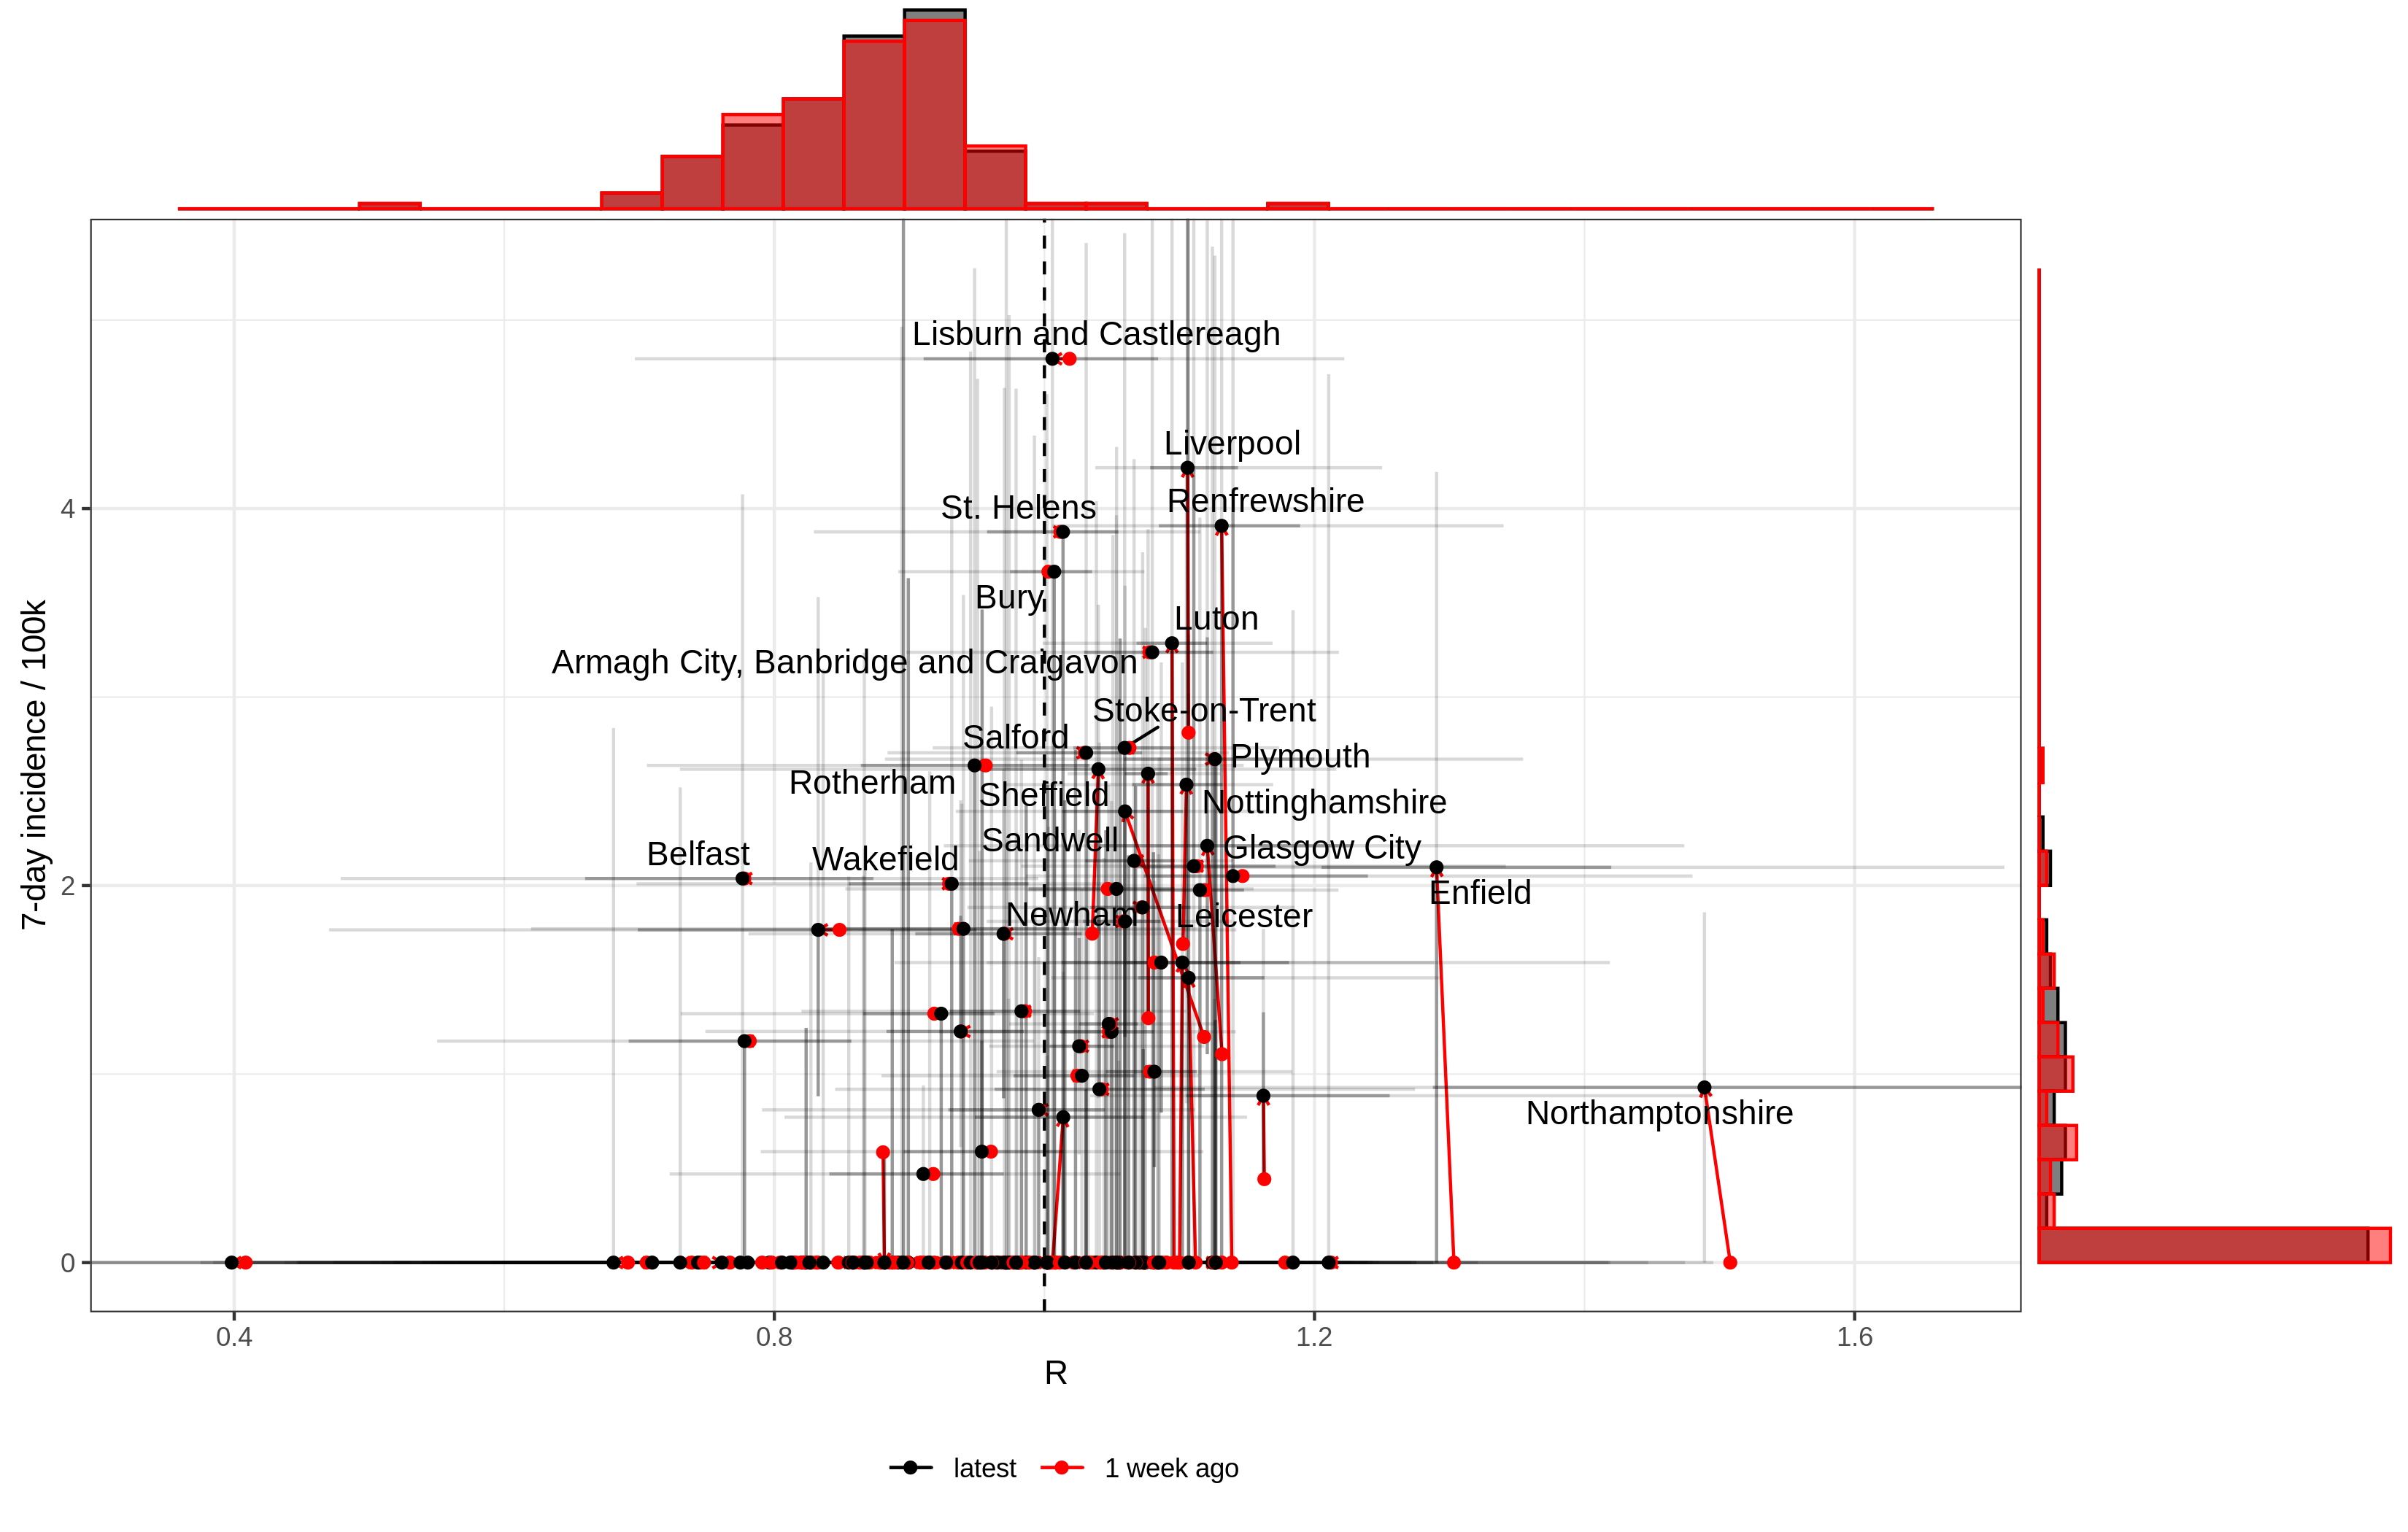 Lisburn and Castlereagh
Liverpool
Renfrewshire
St. Helens
Bury
Luton
Armagh City, Banbridge and Craigavon
Stoke-on-Trent
Salford
Plymouth
Rotherham
Sheffield
Nottinghamshire
Sandwell
Glasgow City
Belfast
Wakefield
Enfield
Newham
Leicester
Northamptonshire
7-day incidence / 100k
4
2
0
0.4
0.8
1.2
1.6
R
latest
1 week ago